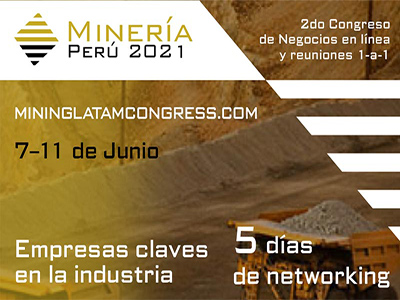 MINERÍA
PERÚ 2021
2do Congreso
de Negocios en línea
y reuniones 1-a-1
MININGLATAMCONGRESS.COM
7–11 de Junio
Empresas claves
en la industria
5 días
de networking